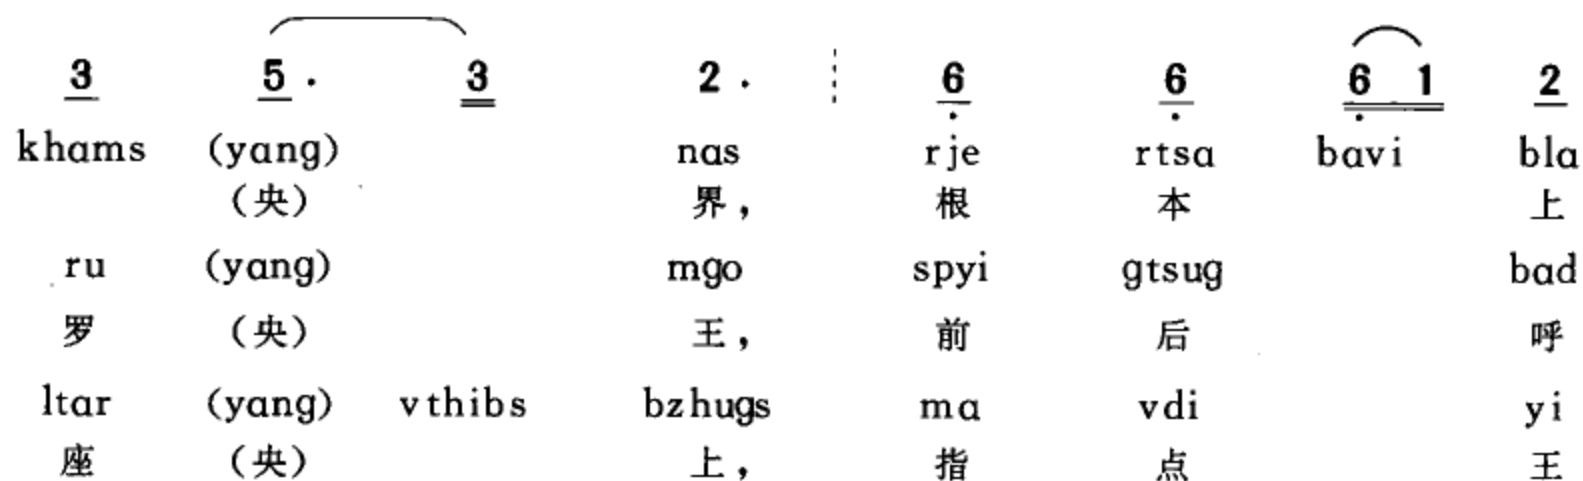 3 5. 3 2. 6 6 6 1 2
khams (yang) nas rje rtsa bavi bla
（央） 界， 根 本 上
ru (yang) mgo spyi gtsug bad
罗 （央） 王， 前 后 呼
ltar (yang) vthibs bzhugs ma vdi yi
座 （央） 上， 指 点 王